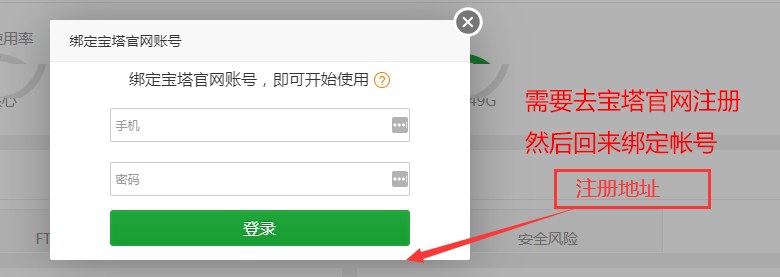 绑定宝塔官网账号
使用率
绑定宝塔官网账号，即可开始使用
?
手机
密码
登录
心
49G
需要去宝塔官网注册
然后回来绑定帐号
注册地址
FT
安全风险